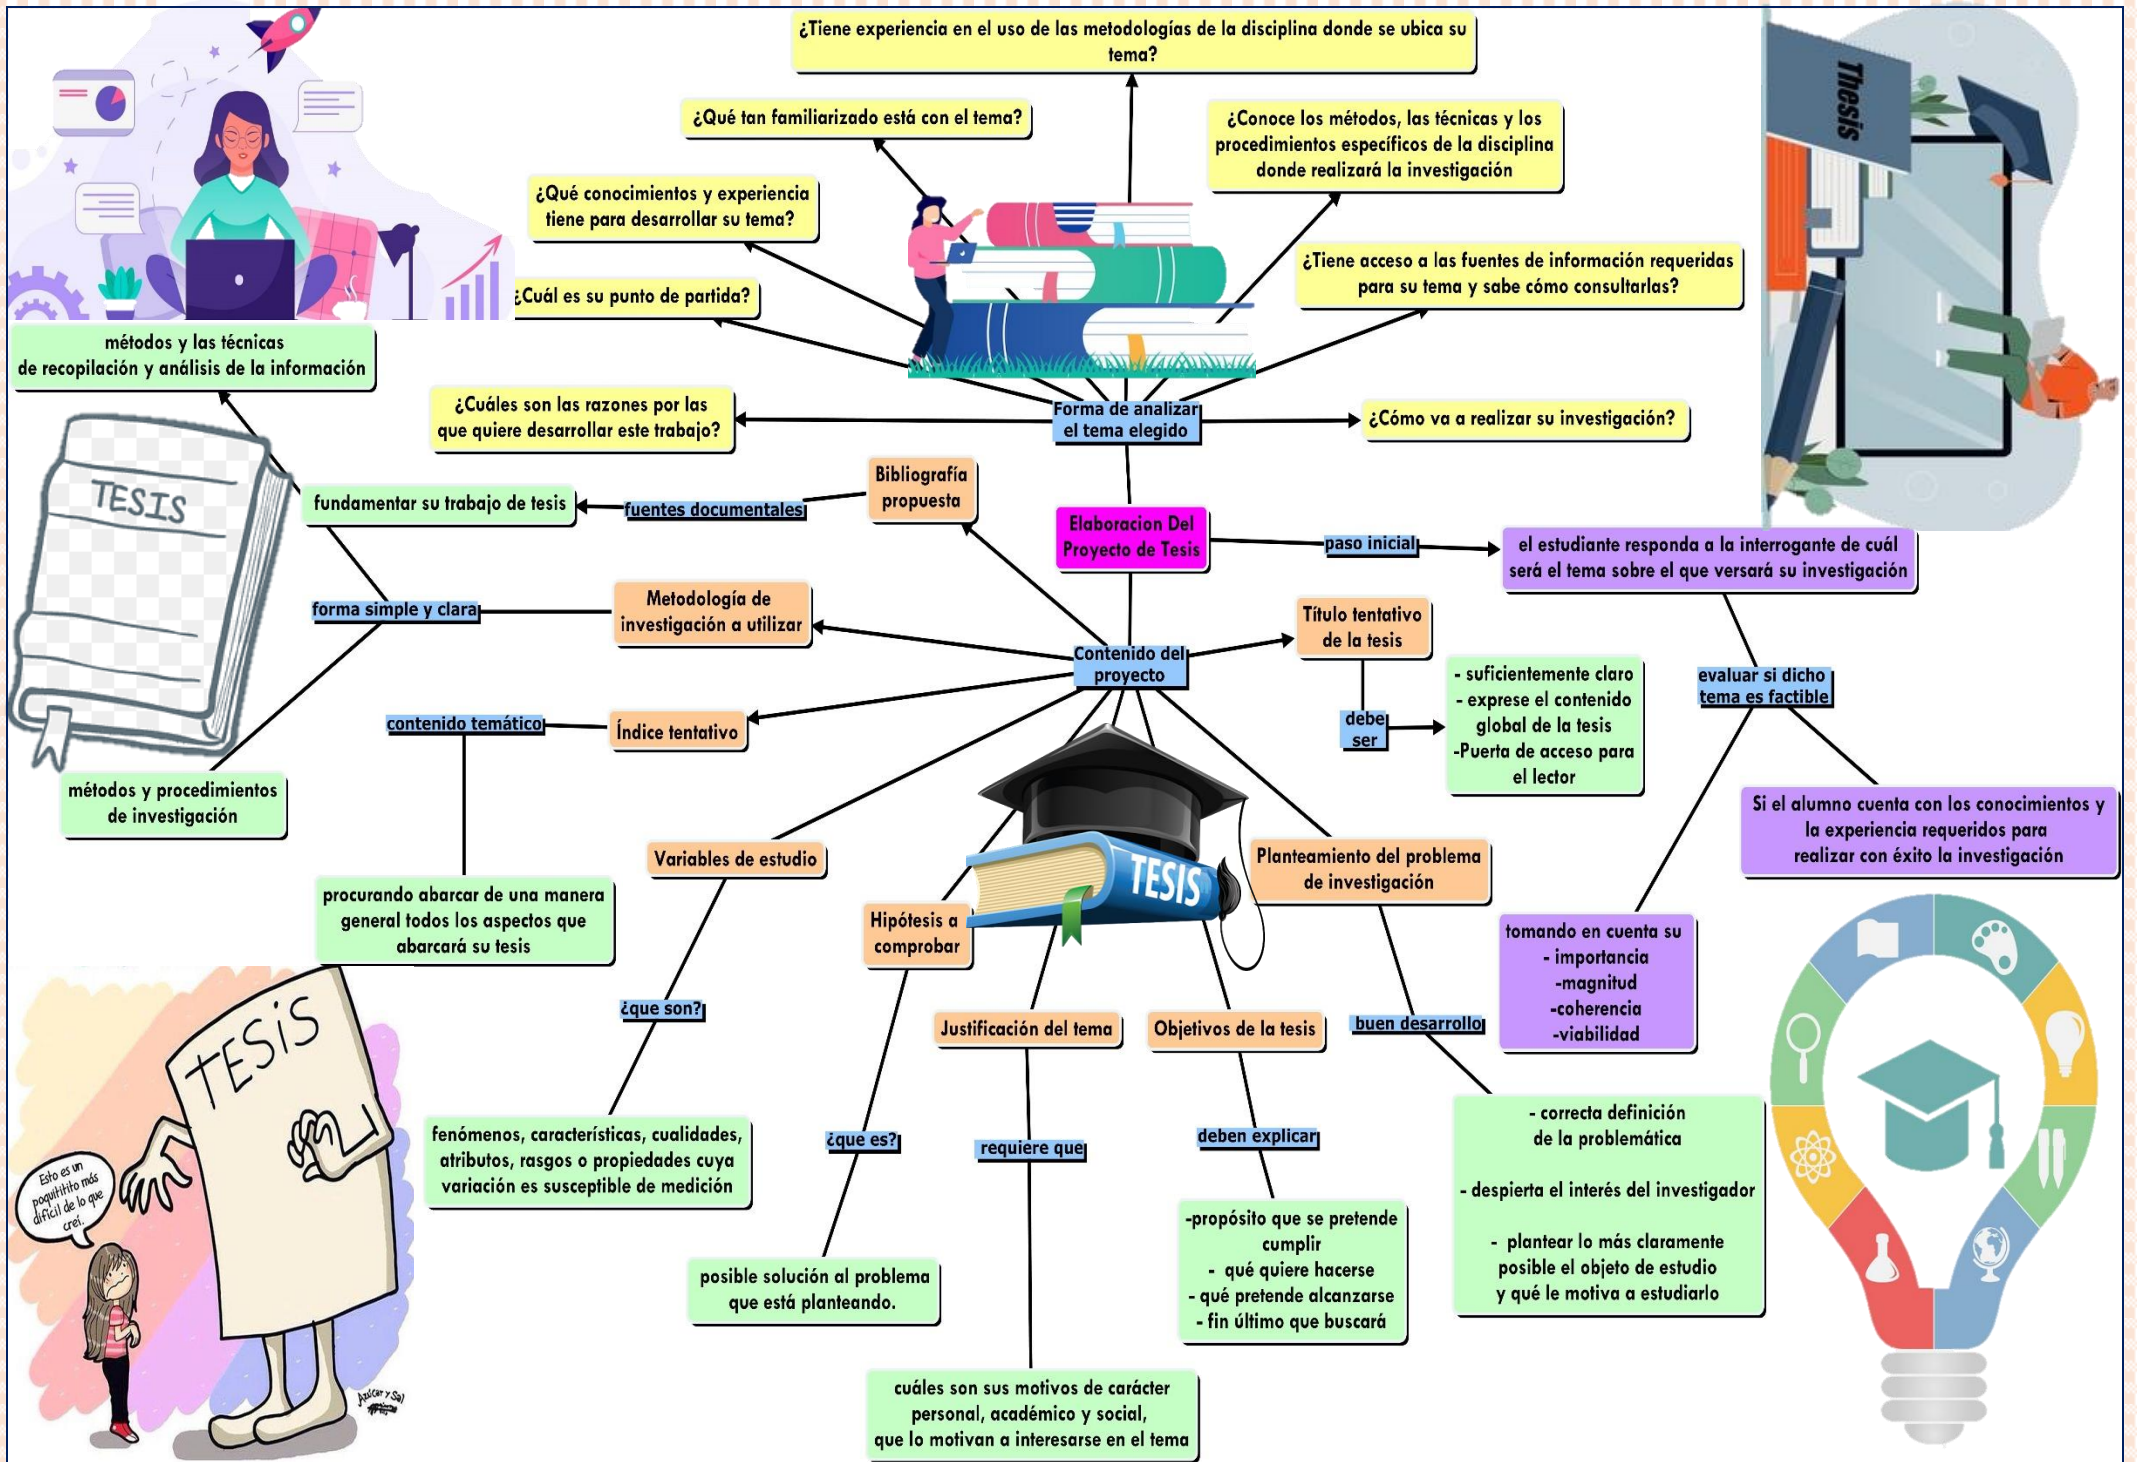 ¿Tiene experiencia en el uso de las metodologías de la disciplina donde se ubica su
tema?
¿Qué tan familiarizado está con el tema?
¿Conoce los métodos, las técnicas y los
procedimientos específicos de la disciplina
donde realizará la investigación
¿Qué conocimientos y experiencia
tiene para desarrollar su tema?
¿Tiene acceso a las fuentes de información requeridas
para su tema y sabe cómo consultarlas?
¿Cuál es su punto de partida?
Thesis
métodos y las técnicas
de recopilación y análisis de la información
¿Cuáles son las razones por las
que quiere desarrollar este trabajo?
Forma de analizar
el tema elegido
¿Cómo va a realizar su investigación?
TESIS
Bibliografía
propuesta
fuentes documentales
fundamentar su trabajo de tesis
Elaboracion Del
Proyecto de Tesis
paso inicial
el estudiante responda a la interrogante de cuál
será el tema sobre el que versará su investigación
forma simple y clara
Metodología de
investigación a utilizar
Título tentativo
de la tesis
Contenido del
proyecto
- suficientemente claro
- exprese el contenido
global de la tesis
-Puerta de acceso para
el lector
evaluar si dicho
tema es factible
contenido temático
Índice tentativo
debe
ser
métodos y procedimientos
de investigación
Si el alumno cuenta con los conocimientos y
la experiencia requeridos para
realizar con éxito la investigación
Variables de estudio
TESIS
Planteamiento del problema
de investigación
procurando abarcar de una manera
general todos los aspectos que
abarcará su tesis
Hipótesis a
comprobar
tomando en cuenta su
- importancia
-magnitud
-coherencia
-viabilidad
¿que son?
Justificación del tema
Objetivos de la tesis
buen desarrollo
TESIS
Esto es un
poquititito más
difícil de lo que
creí.
fenómenos, características, cualidades,
atributos, rasgos o propiedades cuya
variación es susceptible de medición
¿que es?
requiere que
deben explicar
- correcta definición
de la problemática
- despierta el interés del investigador
- plantear lo más claramente
posible el objeto de estudio
y qué le motiva a estudiarlo
-propósito que se pretende
cumplir
- qué quiere hacerse
- qué pretende alcanzarse
- fin último que buscará
posible solución al problema
que está planteando.
cuáles son sus motivos de carácter
personal, académico y social,
que lo motivan a interesarse en el tema
Azúcar y Sal